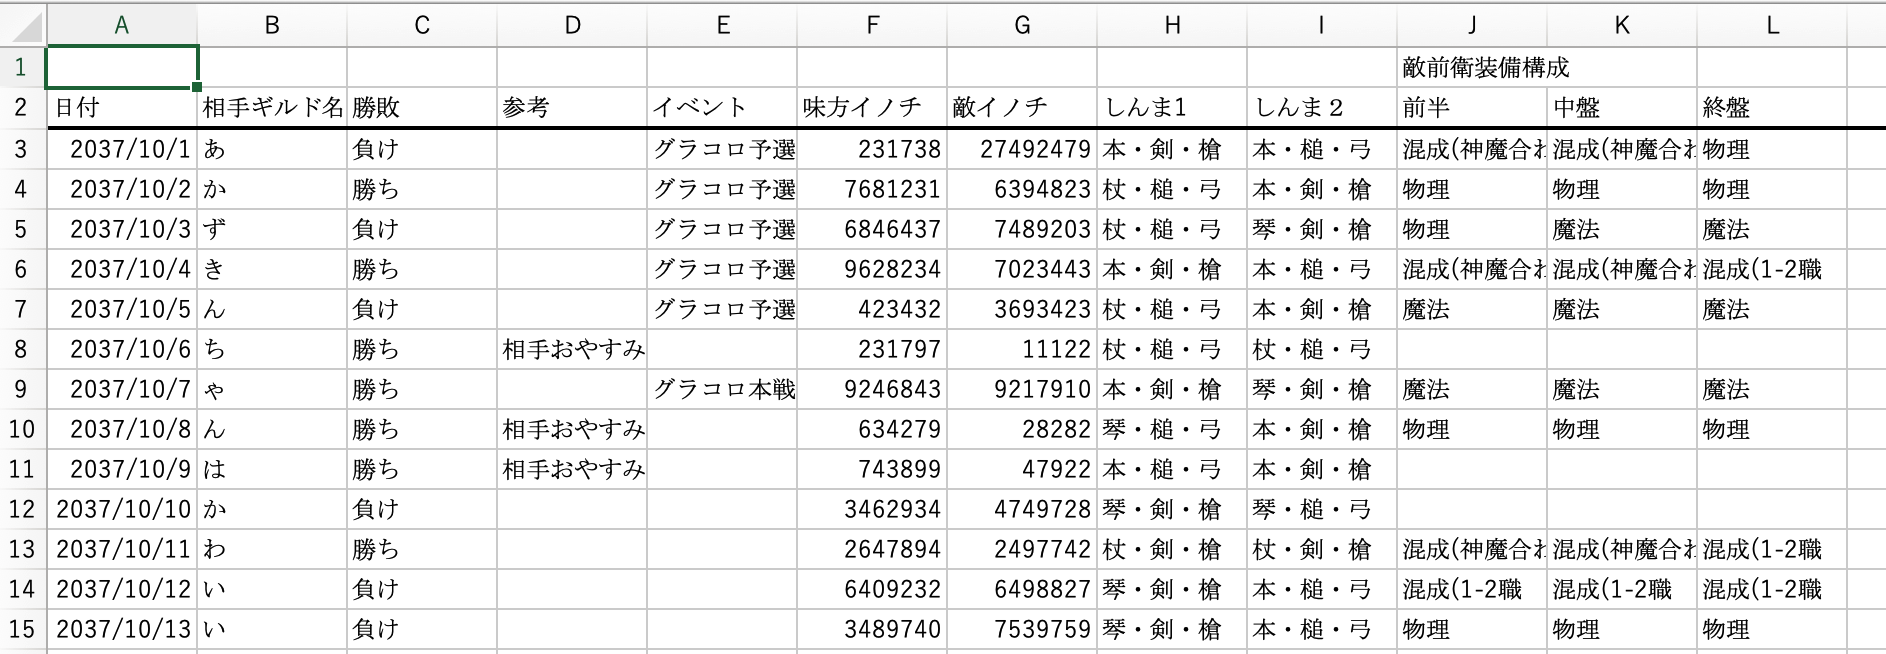 A B C D E F G H I J K L
1 敵前衛装備構成
2 日付 相手ギルド名 勝敗 参考 イベント 味方イノチ 敵イノチ しんま1 しんま２ 前半 中盤 終盤
3 2037/10/1 あ 負け グラコロ予選 231738 27492479 本・剣・槍 本・槌・弓 混成(神魔合わ 混成(神魔合わ 物理
4 2037/10/2 か 勝ち グラコロ予選 7681231 6394823 杖・槌・弓 本・剣・槍 物理 物理 物理
5 2037/10/3 ず 負け グラコロ予選 6846437 7489203 杖・槌・弓 琴・剣・槍 物理 魔法 魔法
6 2037/10/4 き 勝ち グラコロ予選 9628234 7023443 本・剣・槍 本・槌・弓 混成(神魔合わ 混成(神魔合わ 混成(1-2職
7 2037/10/5 ん 負け グラコロ予選 423432 3693423 杖・槌・弓 本・剣・槍 魔法 魔法 魔法
8 2037/10/6 ち 勝ち 相手おやすみ 231797 11122 杖・槌・弓 杖・槌・弓
9 2037/10/7 ゃ 勝ち グラコロ本戦 9246843 9217910 本・剣・槍 琴・剣・槍 魔法 魔法 魔法
10 2037/10/8 ん 勝ち 相手おやすみ 634279 28282 琴・槌・弓 本・剣・槍 物理 物理 物理
11 2037/10/9 は 勝ち 相手おやすみ 743899 47922 本・槌・弓 本・剣・槍
12 2037/10/10 か 負け 3462934 4749728 琴・剣・槍 琴・槌・弓
13 2037/10/11 わ 勝ち 2647894 2497742 杖・剣・槍 杖・剣・槍 混成(神魔合わ 混成(神魔合わ 混成(1-2職
14 2037/10/12 い 負け 6409232 6498827 琴・剣・槍 本・槌・弓 混成(1-2職 混成(1-2職 混成(1-2職
15 2037/10/13 い 負け 3489740 7539759 琴・剣・槍 本・槌・弓 物理 物理 物理